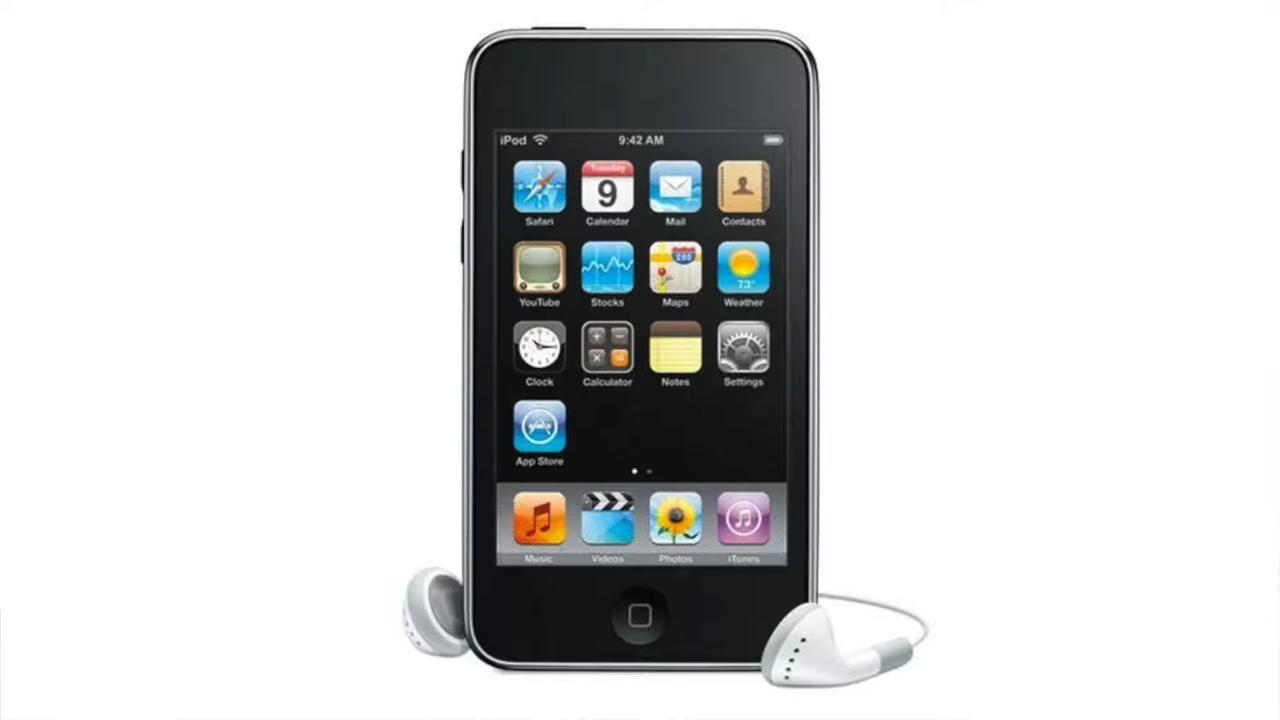 iPod 9:42 AM
Tuesday
9
Safari Calendar Mail Contacts
280
73°
YouTube Stocks Maps Weather
Clock Calculator Notes Settings
App Store
Music Videos Photos iTunes